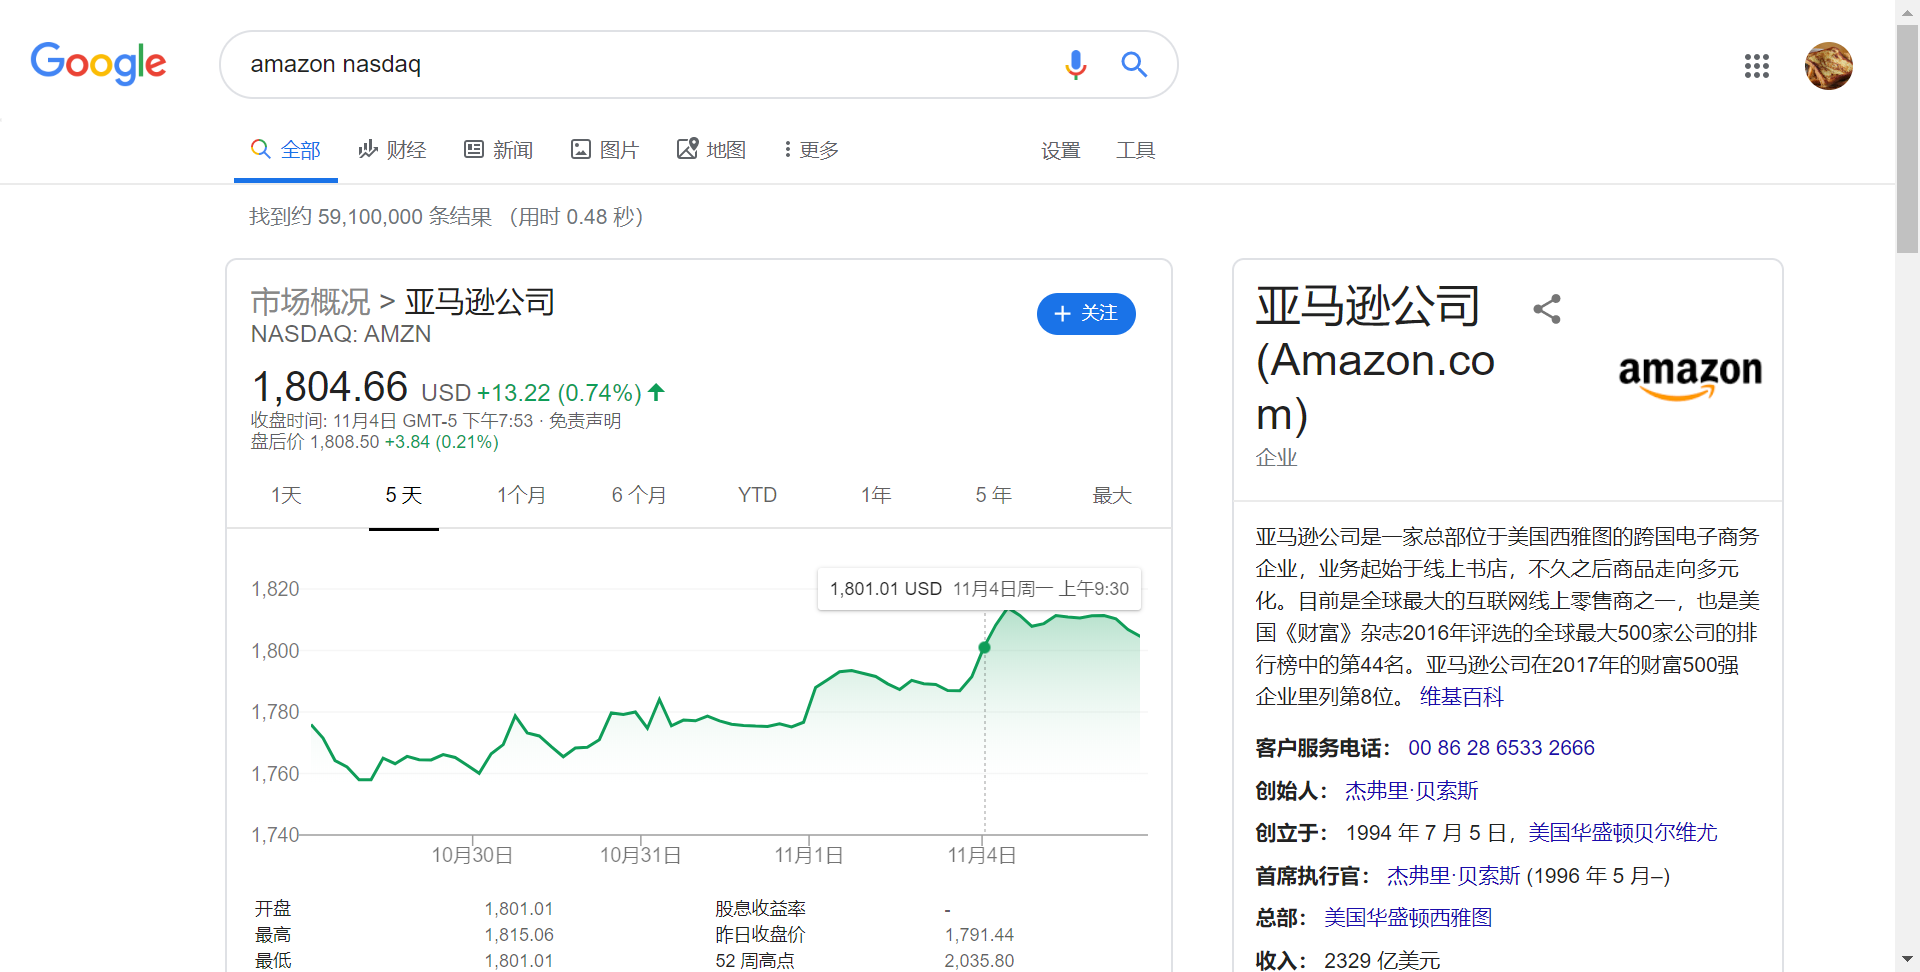 Google
amazon nasdaq
全部 财经 新闻 图片 地图 更多 设置 工具
找到约 59,100,000 条结果 （用时 0.48 秒）
市场概况 > 亚马逊公司
NASDAQ: AMZN
+ 关注
1,804.66 USD +13.22 (0.74%)
收盘时间: 11月4日 GMT-5 下午7:53 · 免责声明
盘后价 1,808.50 +3.84 (0.21%)
1天 5 天 1个月 6 个月 YTD 1年 5 年 最大
1,801.01 USD 11月4日周一 上午9:30
1,820
1,800
1,780
1,760
1,740
10月30日 10月31日 11月1日 11月4日
开盘 1,801.01 股息收益率 -
最高 1,815.06 昨日收盘价 1,791.44
最低 1,801.01 52 周高点 2,035.80
亚马逊公司
(Amazon.co
m)
企业
amazon
亚马逊公司是一家总部位于美国西雅图的跨国电子商务
企业，业务起始于线上书店，不久之后商品走向多元
化。目前是全球最大的互联网线上零售商之一，也是美
国《财富》杂志2016年评选的全球最大500家公司的排
行榜中的第44名。亚马逊公司在2017年的财富500强
企业里列第8位。 维基百科
客户服务电话： 00 86 28 6533 2666
创始人： 杰弗里·贝索斯
创立于： 1994 年 7 月 5 日，美国华盛顿贝尔维尤
首席执行官： 杰弗里·贝索斯 (1996 年 5 月–)
总部： 美国华盛顿西雅图
收入： 2329 亿美元